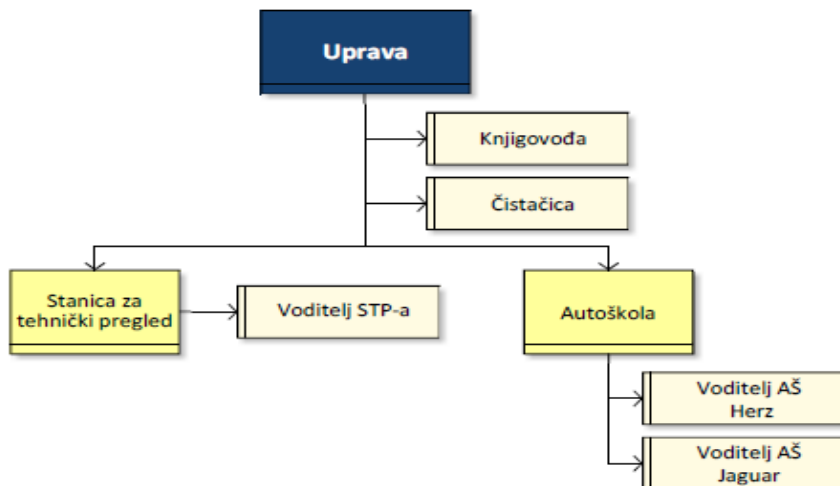 Uprava
Knjigovođa
Čistačica
Stanica za
tehnički pregled
Voditelj STP-a
Autoškola
Voditelj AŠ
Herz
Voditelj AŠ
Jaguar